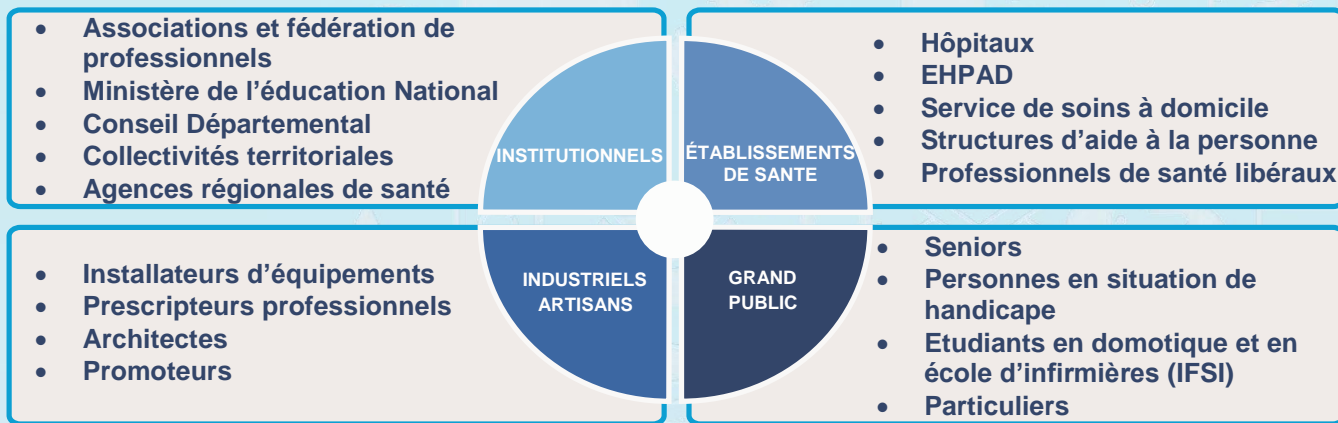 • Associations et fédération de
professionnels
• Ministère de l’éducation National
• Conseil Départemental
• Collectivités territoriales
• Agences régionales de santé
INSTITUTIONNELS
ÉTABLISSEMENTS
DE SANTE
• Hôpitaux
• EHPAD
• Service de soins à domicile
• Structures d’aide à la personne
• Professionnels de santé libéraux
• Installateurs d’équipements
• Prescripteurs professionnels
• Architectes
• Promoteurs
INDUSTRIELS
ARTISANS
GRAND
PUBLIC
• Seniors
• Personnes en situation de
handicape
• Etudiants en domotique et en
école d’infirmières (IFSI)
• Particuliers